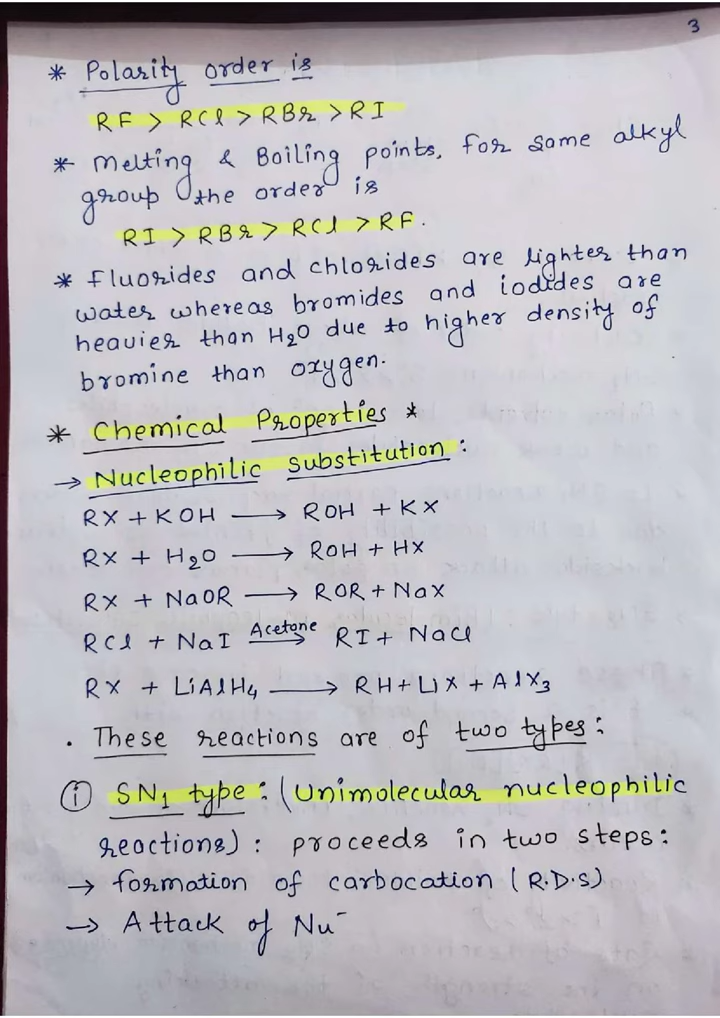 3
* Polarity order is
RF > RCl > RBr > RI
* Melting & Boiling points, For same alkyl
group the order is
RI > RBr > RCl > RF.
* Fluorides and chlorides are lighter than
water whereas bromides and iodides are
heavier than H₂O due to higher density of
bromine than oxygen.
* Chemical Properties *
→ Nucleophilic Substitution :
RX + KOH ⟶ ROH + KX
RX + H₂O ⟶ ROH + HX
RX + NaOR ⟶ ROR + NaX
RCl + NaI Acetone⟶ RI + NaCl
RX + LiAlH₄ ⟶ RH + LiX + AlX₃
. These reactions are of two types :
(i) SN₁ type : (Unimolecular nucleophilic
reactions) : proceeds in two steps :
→ formation of carbocation (R.D.S)
→ Attack of Nu⁻